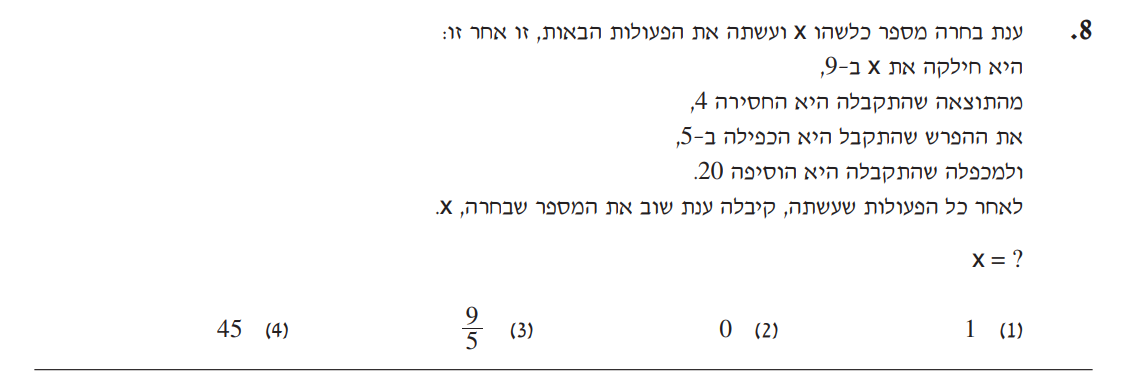 8. ענת בחרה מספר כלשהו x ועשתה את הפעולות הבאות, זו אחר זו:
היא חילקה את x ב-9,
מהתוצאה שהתקבלה היא החסירה 4,
את ההפרש שהתקבל היא הכפילה ב-5,
ולמכפלה שהתקבלה היא הוסיפה 20.
לאחר כל הפעולות שעשתה, קיבלה ענת שוב את המספר שבחרה, x.
x = ?
(1) 1 (2) 0 (3) 9/5 (4) 45